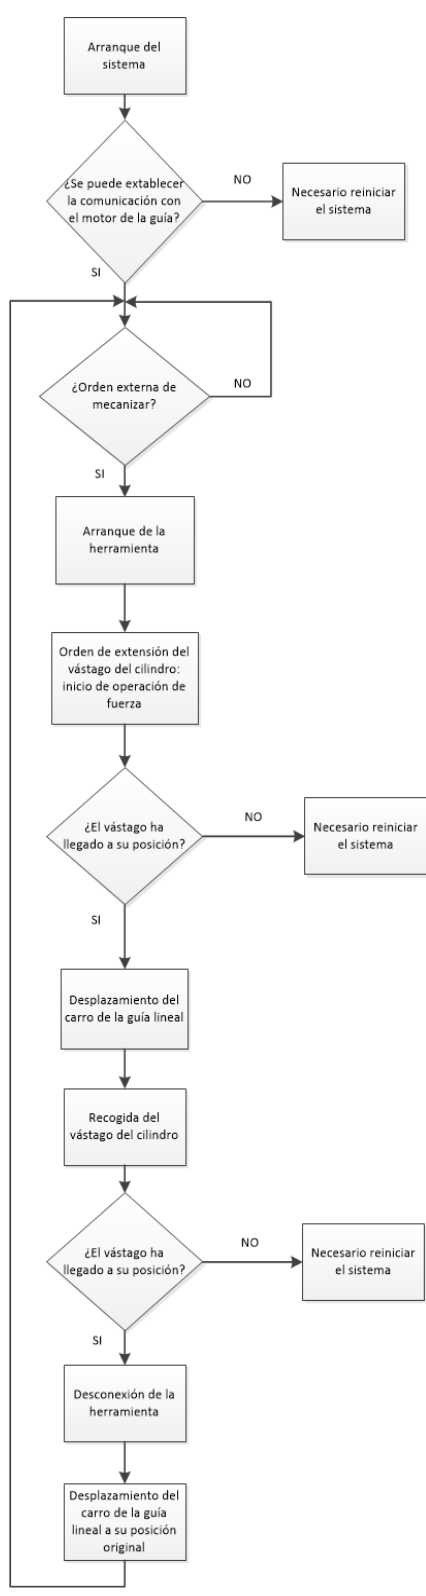 Arranque del
sistema
¿Se puede extablecer
la comunicación con
el motor de la guía?
NO
Necesario reiniciar
el sistema
SI
¿Orden externa de
mecanizar?
NO
SI
Arranque de la
herramienta
Orden de extensión del
vástago del cilindro:
inicio de operación de
fuerza
¿El vástago ha
llegado a su posición?
NO
Necesario reiniciar
el sistema
SI
Desplazamiento del
carro de la guía lineal
Recogida del
vástago del cilindro
¿El vástago ha
llegado a su posición?
NO
Necesario reiniciar
el sistema
SI
Desconexión de la
herramienta
Desplazamiento del
carro de la guía
lineal a su posición
original